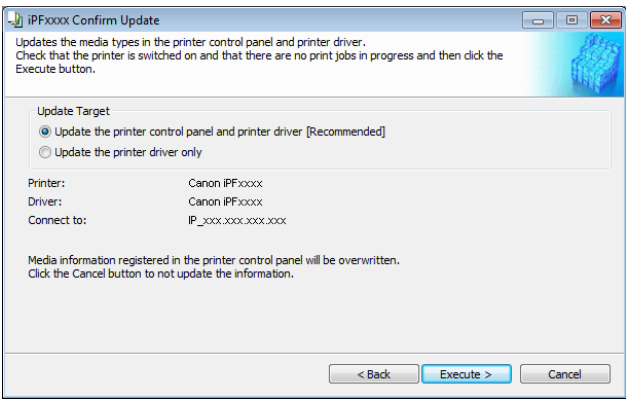 iPFxxxx Confirm Update
Updates the media types in the printer control panel and printer driver.
Check that the printer is switched on and that there are no print jobs in progress and then click the
Execute button.
Update Target
Update the printer control panel and printer driver [Recommended]
Update the printer driver only
Printer: Canon iPFxxxx
Driver: Canon iPFxxxx
Connect to: IP_xxx.xxx.xxx.xxx
Media information registered in the printer control panel will be overwritten.
Click the Cancel button to not update the information.
< Back Execute > Cancel